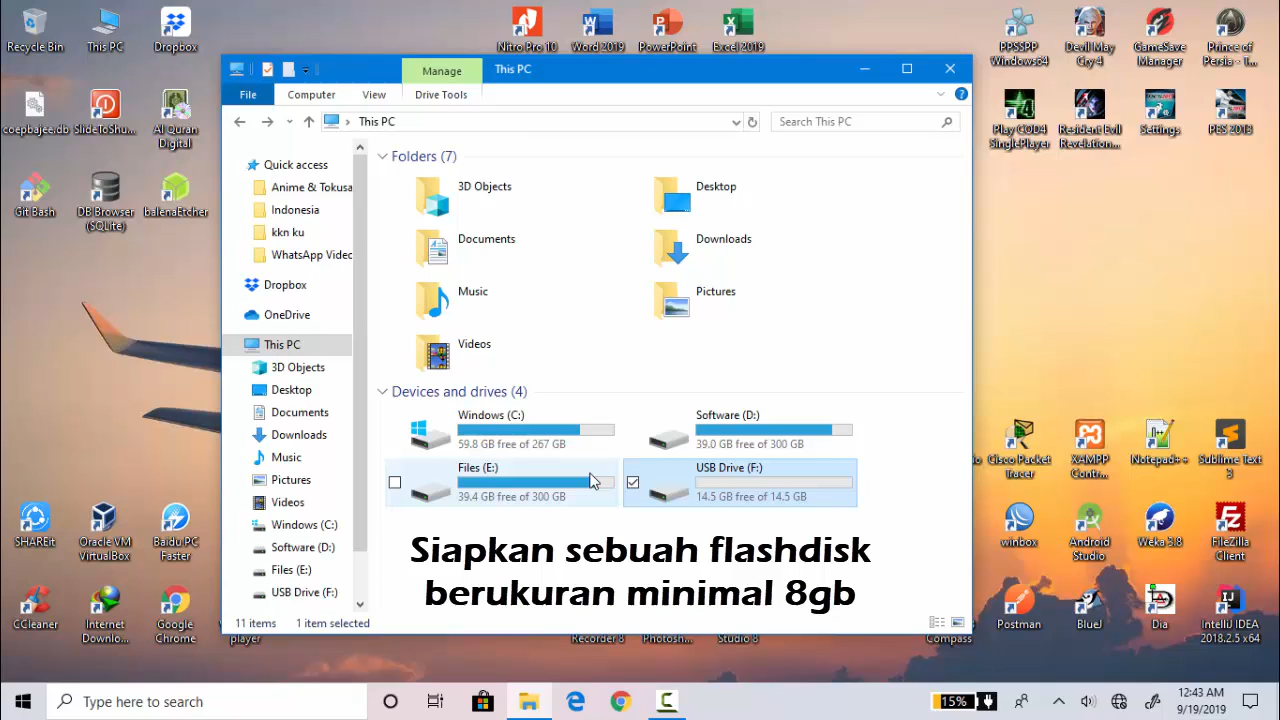 Recycle Bin
This PC
Dropbox
Nitro Pro 10
Word 2019
PowerPoint
Excel 2019
PPSSPP
Windows64
Devil May
Cry 4
GameSave
Manager
Prince of
Persia - T...
coepbajee.db
SlideToShu...
Al Quran
Digital
Play COD4
SinglePlayer
Resident Evil
Revelation...
Settings
PES 2013
Git Bash
DB Browser
(SQLite)
balenaEtcher
Manage
This PC
File
Computer
View
Drive Tools
This PC
Search This PC
Quick access
Anime & Tokusa
Indonesia
kkn ku
WhatsApp Videc
Dropbox
OneDrive
This PC
3D Objects
Desktop
Documents
Downloads
Music
Pictures
Videos
Windows (C:)
Software (D:)
Files (E:)
USB Drive (F:)
Folders (7)
3D Objects
Desktop
Documents
Downloads
Music
Pictures
Videos
Devices and drives (4)
Windows (C:)
59.8 GB free of 267 GB
Software (D:)
39.0 GB free of 300 GB
Files (E:)
39.4 GB free of 300 GB
USB Drive (F:)
14.5 GB free of 14.5 GB
Siapkan sebuah flashdisk
berukuran minimal 8gb
11 items
1 item selected
Cisco Packet
Tracer
XAMPP
Contr...
Notepad++
Sublime Text
3
SHAREit
Oracle VM
VirtualBox
Baidu PC
Faster
winbox
Android
Studio
Weka 3.8
FileZilla
Client
CCleaner
Internet
Downlo...
Google
Chrome
player
Recorder 8
Photosh...
Studio 8
Compass
Postman
BlueJ
Dia
IntelliJ IDEA
2018.2.5 x64
Type here to search
15%
12:43 AM
9/19/2019